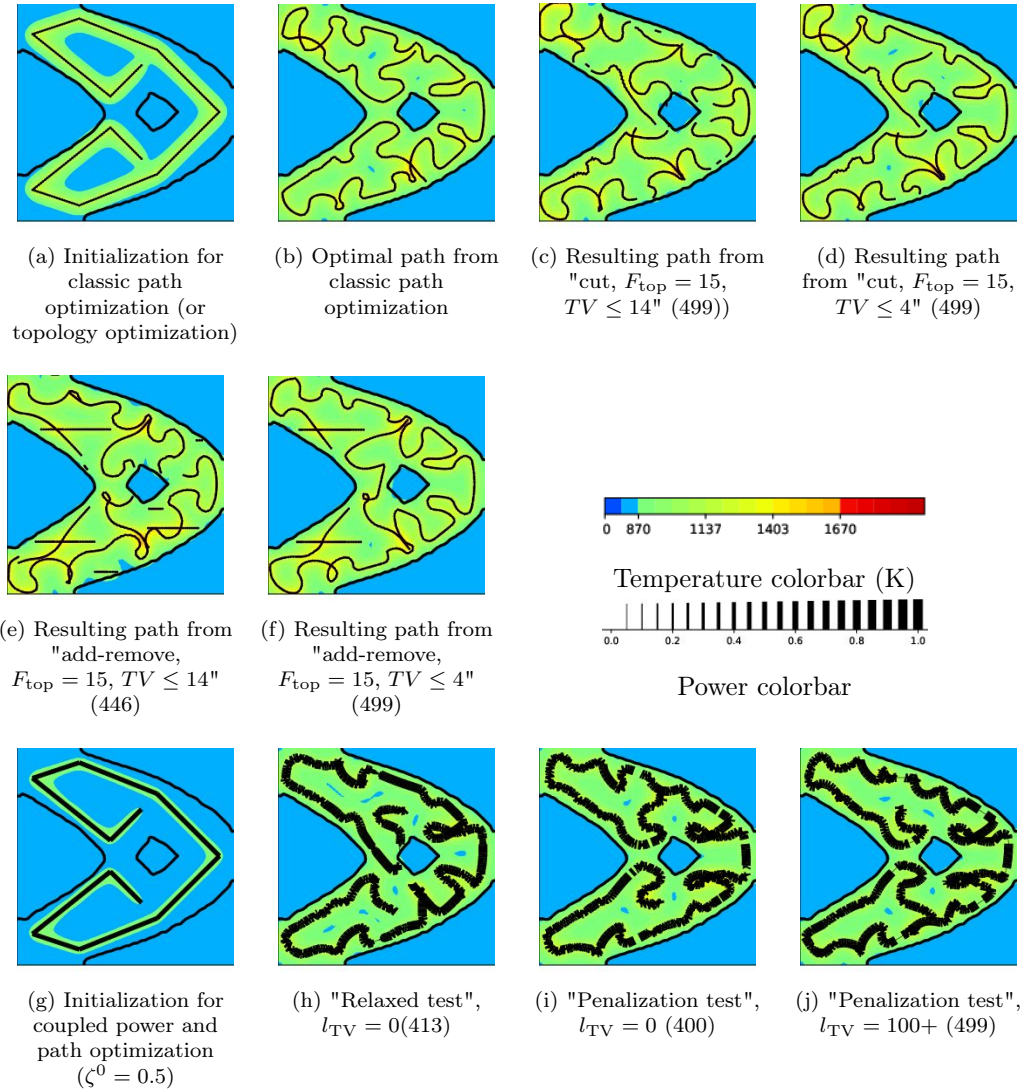 (a) Initialization for
classic path
optimization (or
topology optimization)
(b) Optimal path from
classic path
optimization
(c) Resulting path from
"cut, F_top = 15,
TV ≤ 14" (499))
(d) Resulting path
from "cut, F_top = 15,
TV ≤ 4" (499)
(e) Resulting path from
"add-remove,
F_top = 15, TV ≤ 14"
(446)
(f) Resulting path from
"add-remove,
F_top = 15, TV ≤ 4"
(499)
0 870 1137 1403 1670
Temperature colorbar (K)
0.0 0.2 0.4 0.6 0.8 1.0
Power colorbar
(g) Initialization for
coupled power and
path optimization
(ζ⁰ = 0.5)
(h) "Relaxed test",
l_TV = 0(413)
(i) "Penalization test",
l_TV = 0 (400)
(j) "Penalization test",
l_TV = 100+ (499)